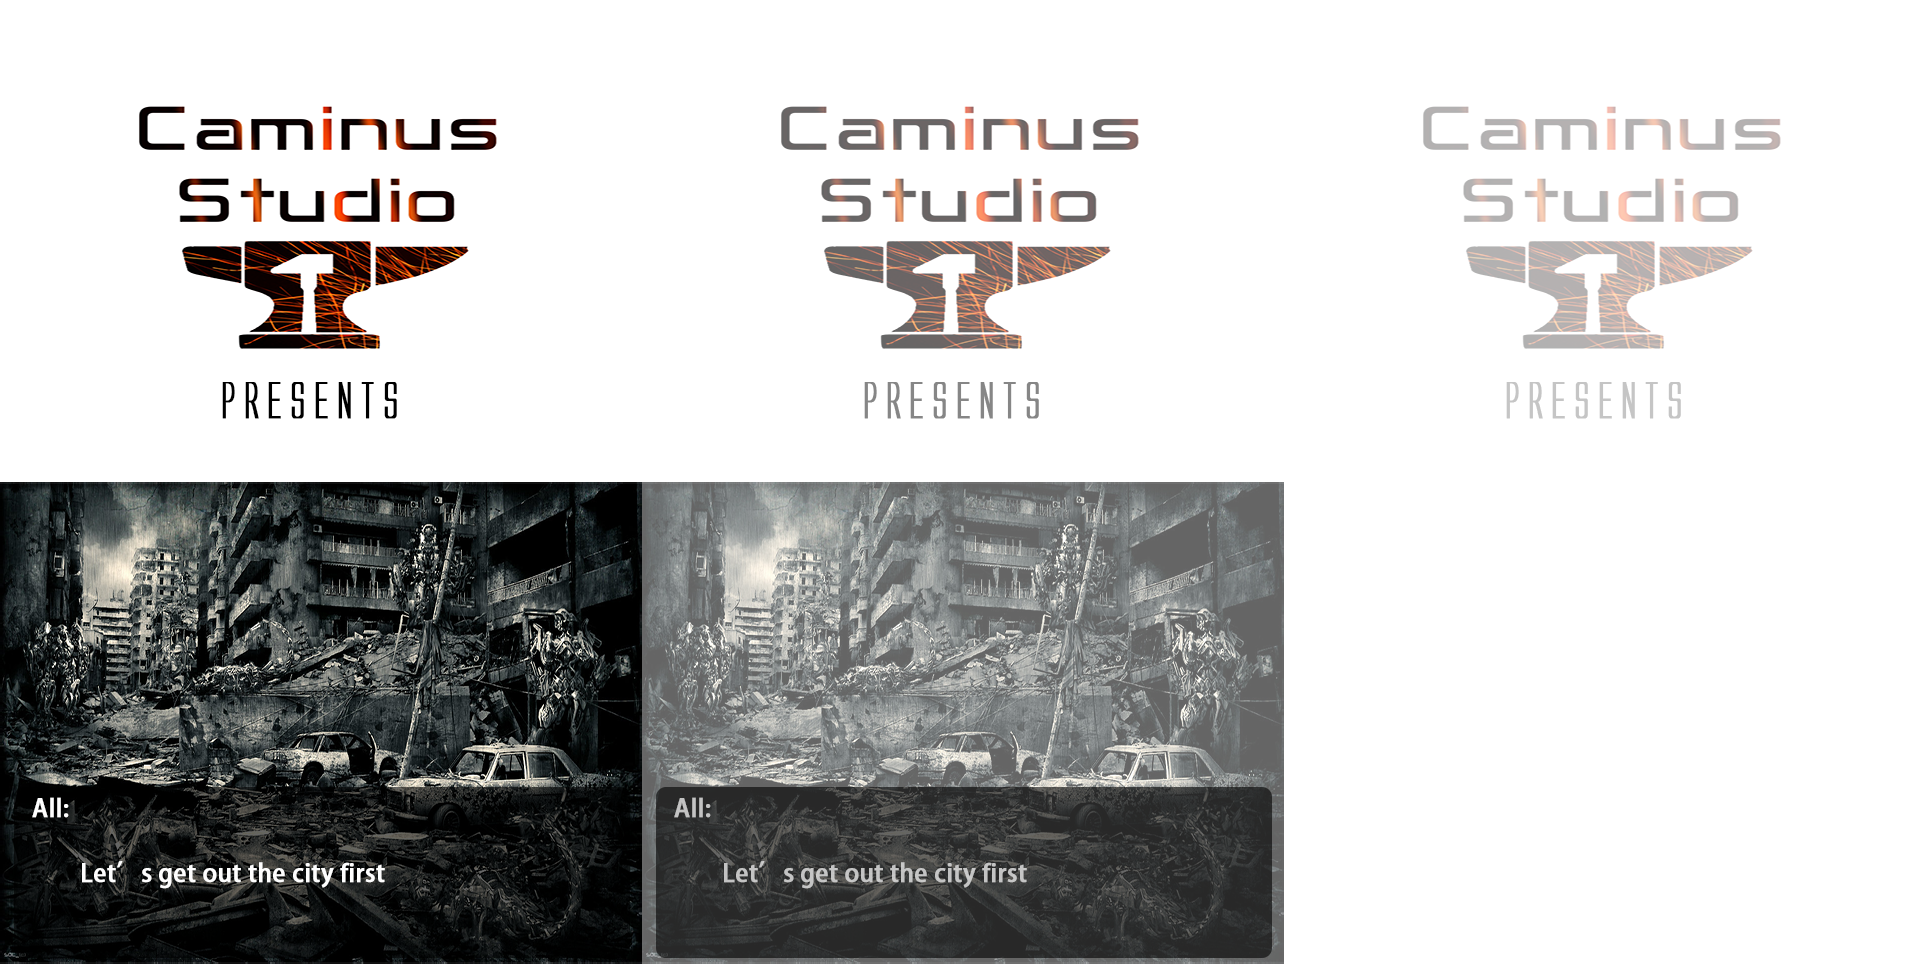 Caminus
Studio
PRESENTS
Caminus
Studio
PRESENTS
Caminus
Studio
PRESENTS
All:
Let’s get out the city first
All:
Let’s get out the city first